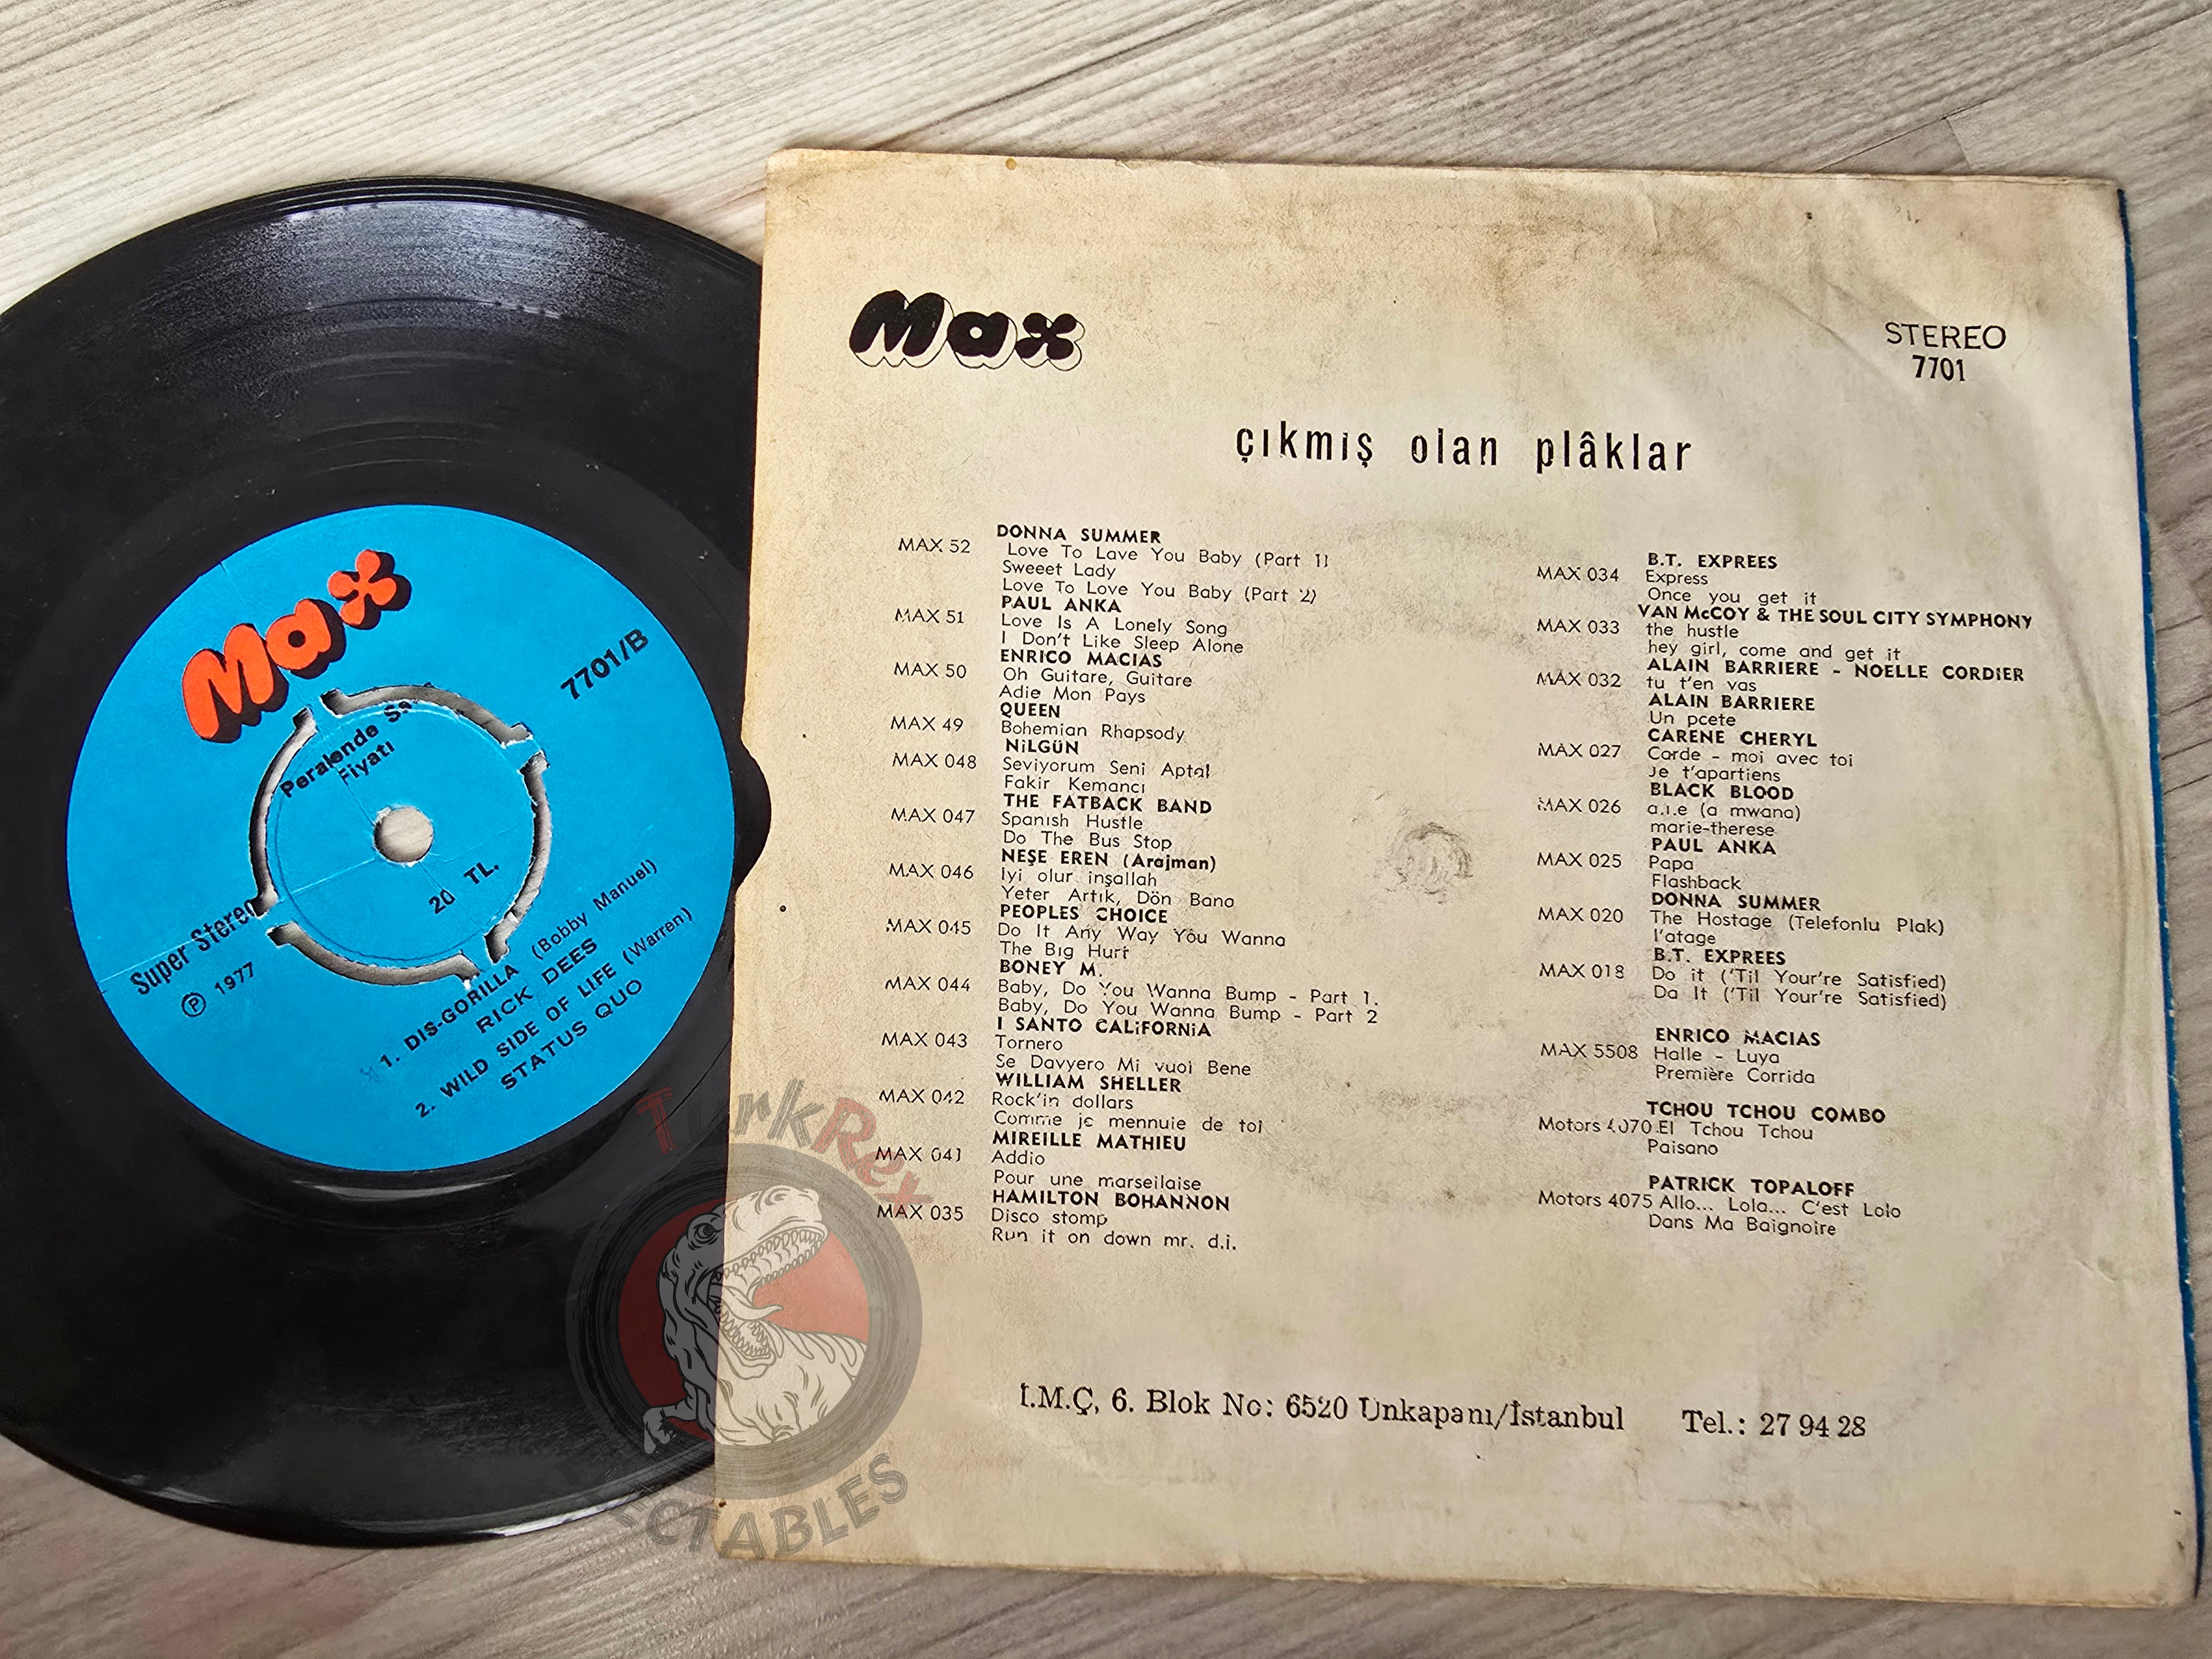 Max
7701/B
Perakende Sa
Fiyatı
20 TL.
Super Stereo
Ⓟ 1977
1. DIS-GORILLA (Bobby Manuel)
RICK DEES
2. WILD SIDE OF LIFE (Warren)
STATUS QUO
Max
STEREO
7701
çıkmış olan plâklar
MAX 52 DONNA SUMMER
Love To Lave You Baby (Part 1)
Sweeet Lady
Love To Love You Baby (Part 2)
MAX 51 PAUL ANKA
Love Is A Lonely Song
I Don't Like Sleep Alone
MAX 50 ENRICO MACIAS
Oh Guitare, Guitare
Adie Mon Pays
MAX 49 QUEEN
Bohemian Rhapsody
MAX 048 NiLGÜN
Seviyorum Seni Aptal
Fakir Kemancı
MAX 047 THE FATBACK BAND
Spanısh Hustle
Do The Bus Stop
MAX 046 NEŞE EREN (Arajman)
Iyi olur inşallah
Yeter Artık, Dön Bana
MAX 045 PEOPLES CHOICE
Do It Any Way Yôu Wanna
The Bıg Hurt
MAX 044 BONEY M.
Baby, Do You Wanna Bump - Part 1.
Baby, Do You Wanna Bump - Part 2
MAX 043 I SANTO CALiFORNiA
Tornero
Se Davyero Mi vuoi Bene
MAX 042 WILLIAM SHELLER
Rock'in dollars
Comme je mennuie de toi
MAX 041 MIREILLE MATHIEU
Addio
Pour une marseilaise
MAX 035 HAMILTON BOHANNON
Disco stomp
Run it on down mr. d.i.
MAX 034 B.T. EXPREES
Express
Once you get it
MAX 033 VAN McCOY & THE SOUL CITY SYMPHONY
the hustle
hey girl, come and get it
MAX 032 ALAIN BARRIERE - NOELLE CORDIER
tu t'en vas
ALAIN BARRIERE
Un pcete
MAX 027 CARENE CHERYL
Carde - moi avec toi
Je t'apartiens
MAX 026 BLACK BLOOD
a.ı.e (a mwana)
marie-therese
MAX 025 PAUL ANKA
Papa
Flashback
MAX 020 DONNA SUMMER
The Hostage (Telefonlu Plak)
l'atage
MAX 018 B.T. EXPREES
Do it ('Til Your're Satisfied)
Da It ('Til Your're Satisfied)
MAX 5508 ENRICO MACIAS
Halle - Luya
Première Corrida
Motors 4070 TCHOU TCHOU COMBO
El Tchou Tchou
Paisano
Motors 4075 PATRICK TOPALOFF
Allo... Lola... C'est Lolo
Dans Ma Baignoire
İ.M.Ç, 6. Blok No: 6520 Unkapanı/İstanbul Tel.: 27 94 28
TurkRex